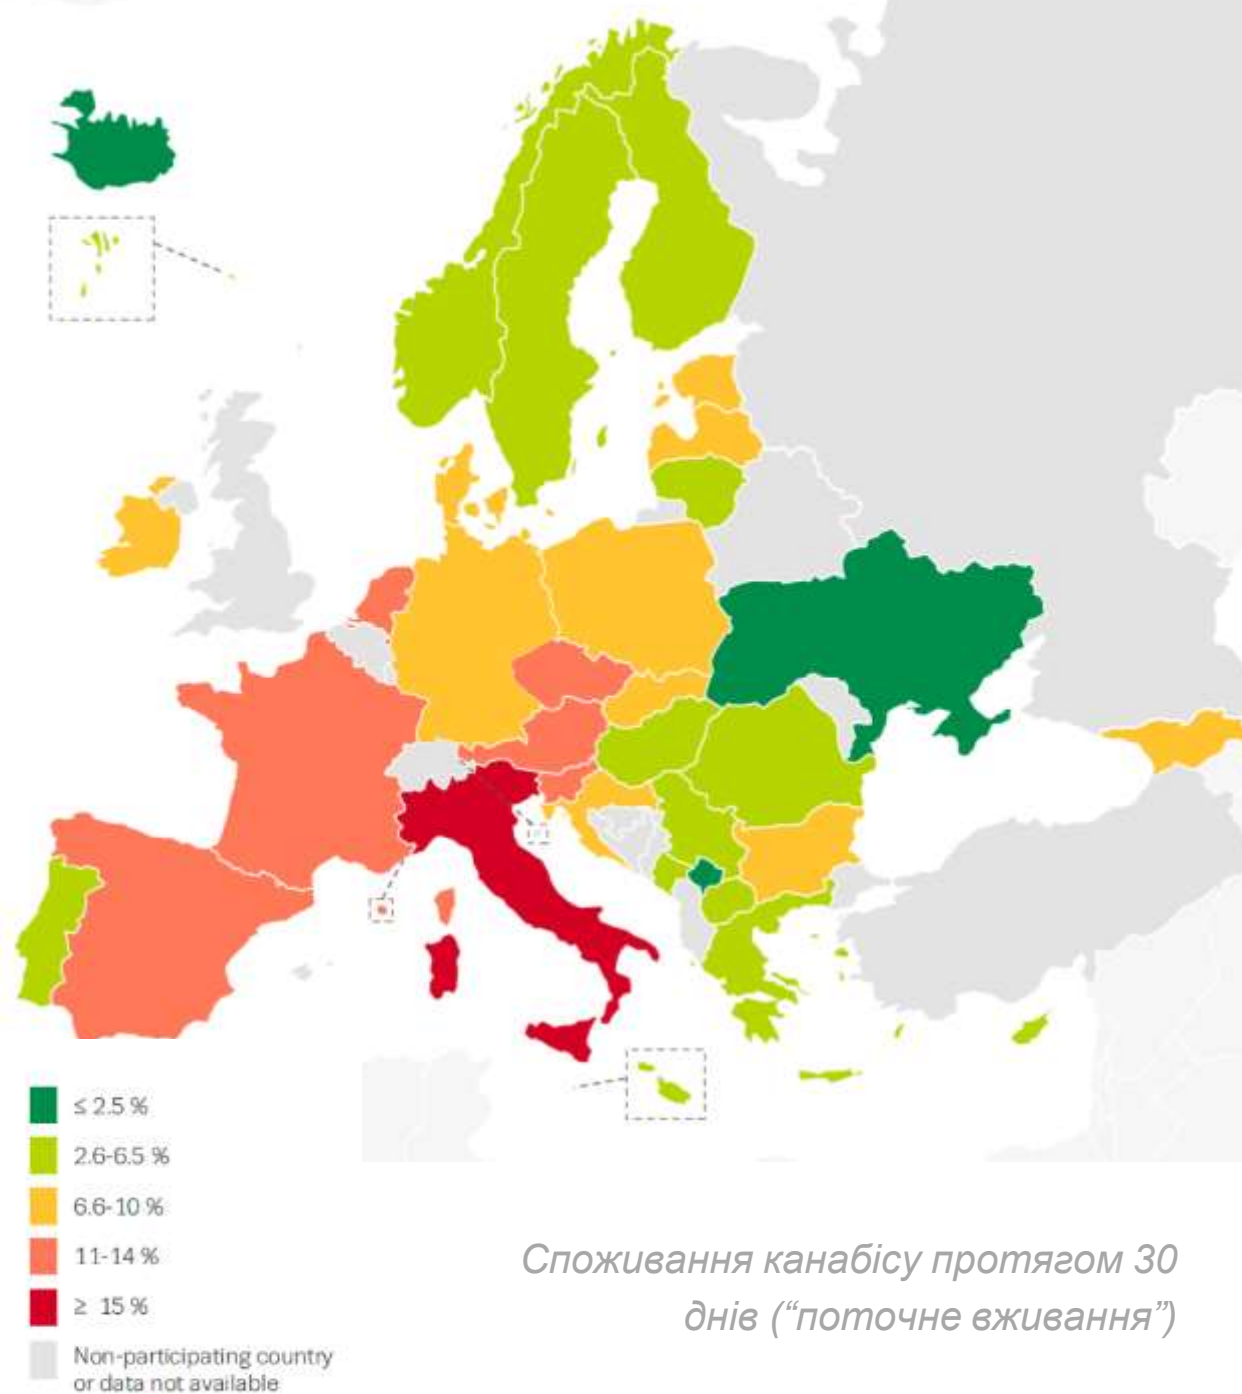 ≤ 2.5 %
2.6-6.5 %
6.6-10 %
11-14 %
≥ 15 %
Non-participating country
or data not available
Споживання канабісу протягом 30
днів (“поточне вживання”)